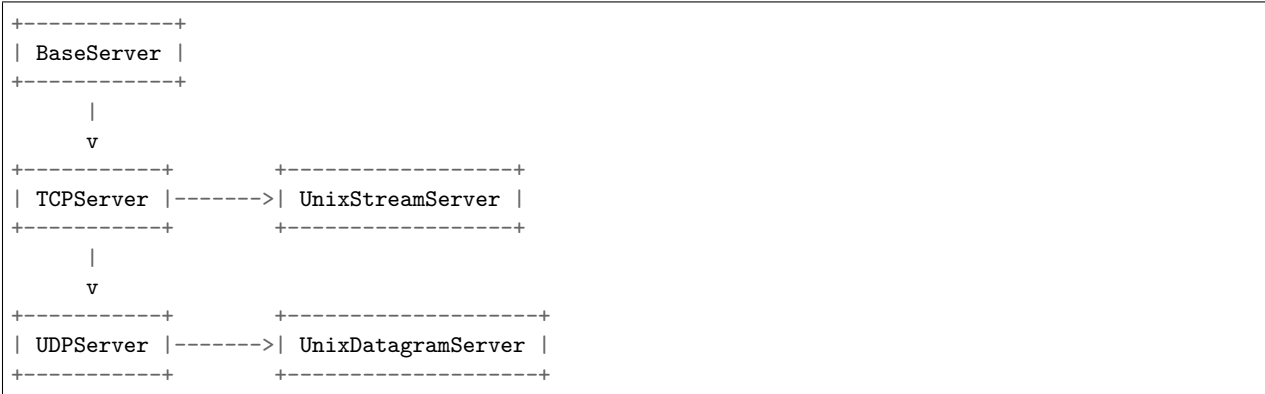 +------------+
| BaseServer |
+------------+
      |
      v
+-----------+        +------------------+
| TCPServer |------->| UnixStreamServer |
+-----------+        +------------------+
      |
      v
+-----------+        +--------------------+
| UDPServer |------->| UnixDatagramServer |
+-----------+        +--------------------+